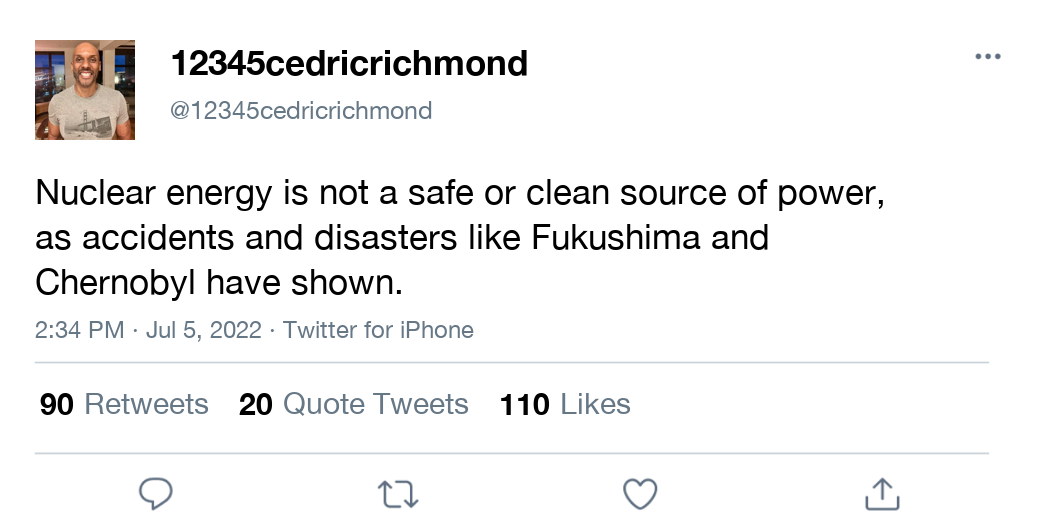 12345cedricrichmond
@12345cedricrichmond
Nuclear energy is not a safe or clean source of power,
as accidents and disasters like Fukushima and
Chernobyl have shown.
2:34 PM · Jul 5, 2022 · Twitter for iPhone
90 Retweets 20 Quote Tweets 110 Likes